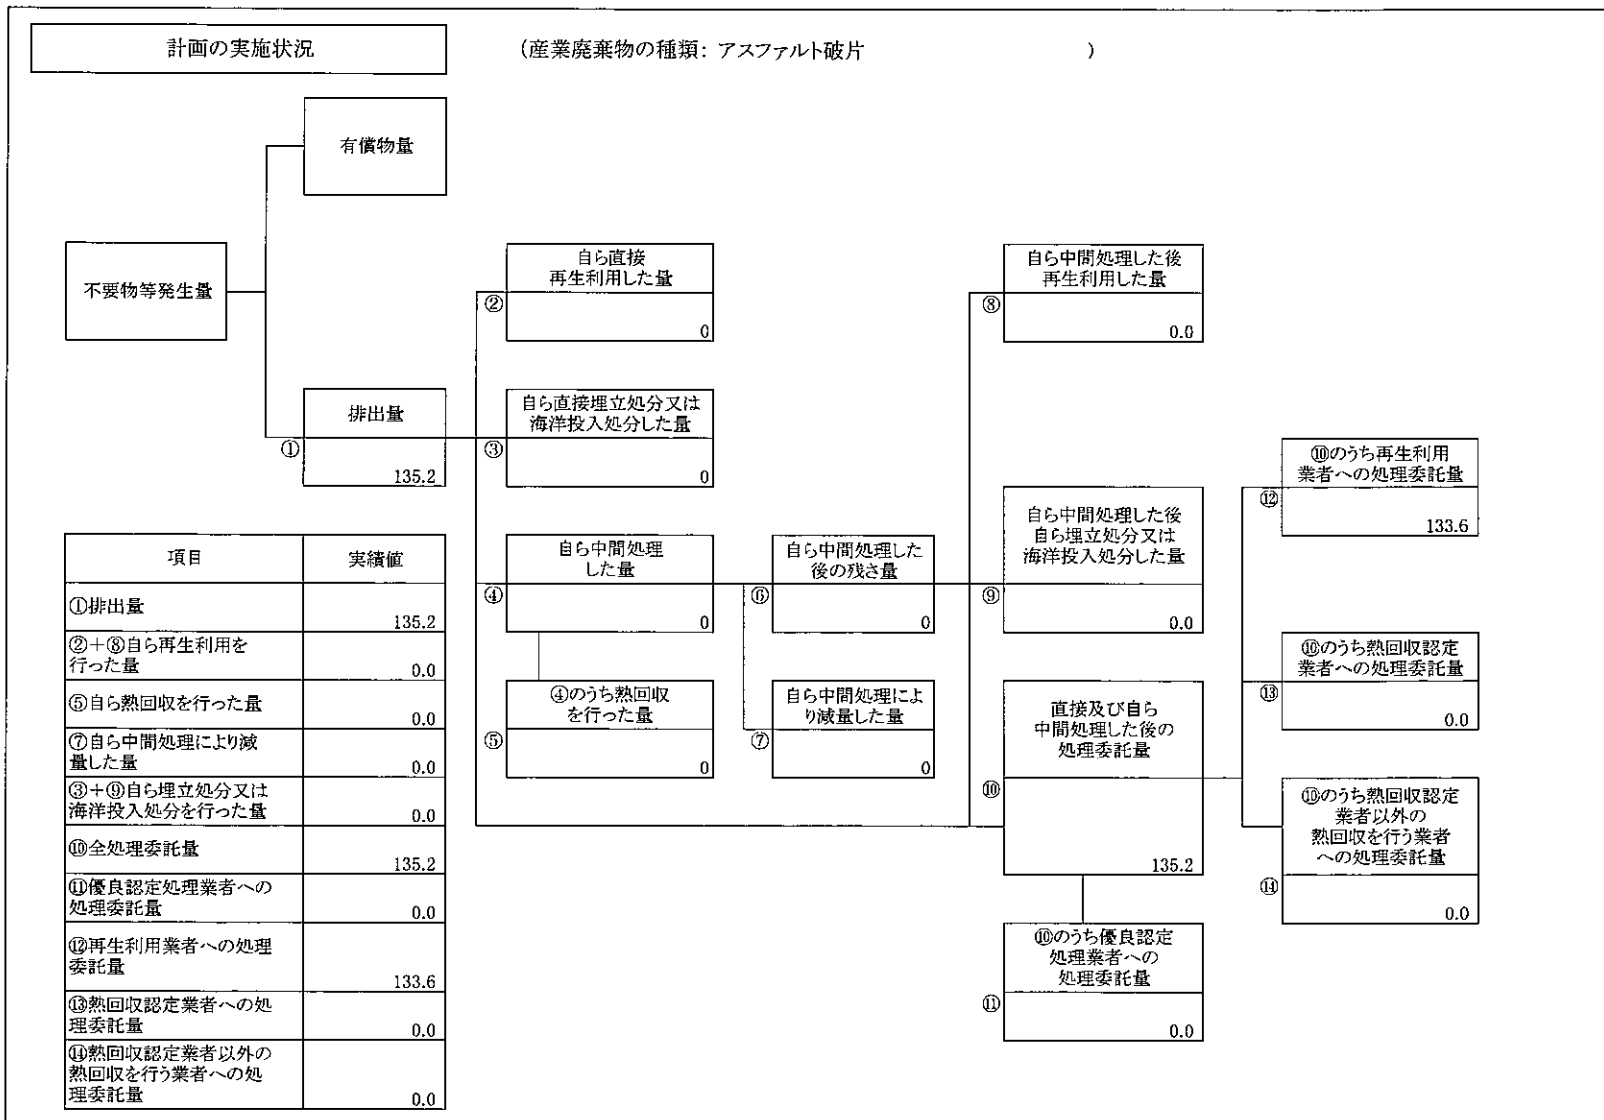 計画の実施状況
（産業廃棄物の種類：アスファルト破片　）
有償物量
不要物等発生量
自ら直接
再生利用した量
②
0
自ら中間処理した後
再生利用した量
⑧
0.0
排出量
①
135.2
自ら直接埋立処分又は
海洋投入処分した量
③
0
⑩のうち再生利用
業者への処理委託量
⑫
133.6
自ら中間処理
した量
④
0
自ら中間処理した
後の残さ量
⑥
0
自ら中間処理した後
自ら埋立処分又は
海洋投入処分した量
⑨
0.0
④のうち熱回収
を行った量
⑤
0
自ら中間処理によ
り減量した量
⑦
0
直接及び自ら
中間処理した後の
処理委託量
⑩
135.2
⑩のうち熱回収認定
業者への処理委託量
⑬
0.0
⑩のうち熱回収認定
業者以外の
熱回収を行う業者
への処理委託量
⑭
0.0
⑩のうち優良認定
処理業者への
処理委託量
⑪
0.0
項目 実績値
①排出量
135.2
②＋⑧自ら再生利用を
行った量
0.0
⑤自ら熱回収を行った量
0.0
⑦自ら中間処理により減
量した量
0.0
③＋⑨自ら埋立処分又は
海洋投入処分を行った量
0.0
⑩全処理委託量
135.2
⑪優良認定処理業者への
処理委託量
0.0
⑫再生利用業者への処理
委託量
133.6
⑬熱回収認定業者への処
理委託量
0.0
⑭熱回収認定業者以外の
熱回収を行う業者への処
理委託量
0.0